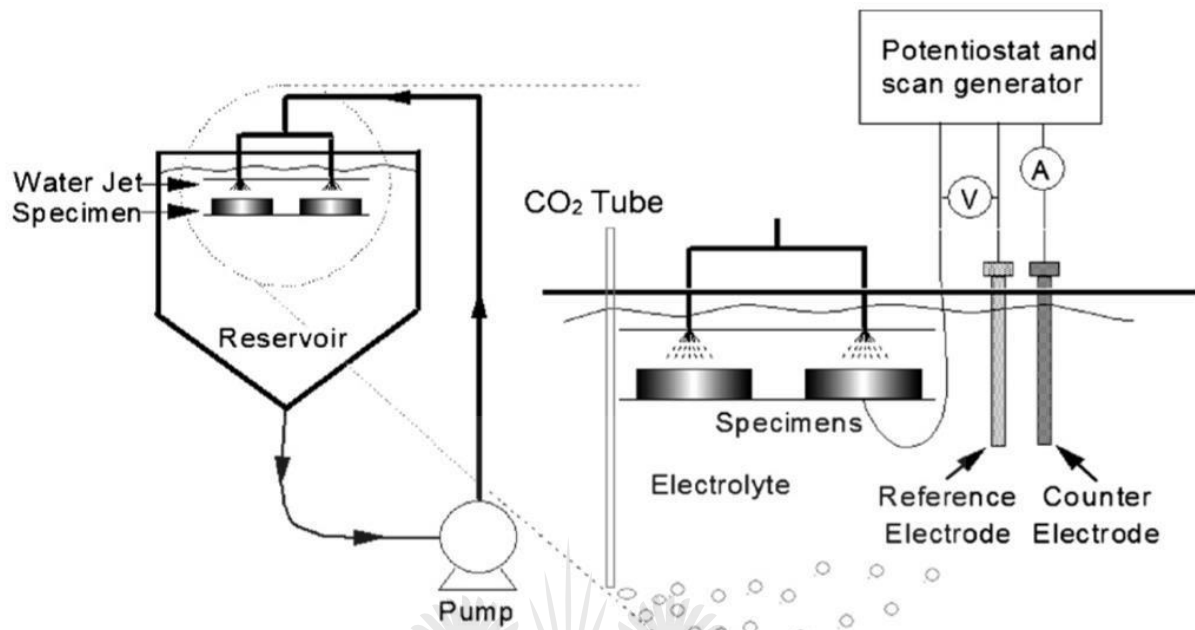 Potentiostat and
scan generator
Water Jet
Specimen
CO₂ Tube
V
A
Reservoir
Specimens
Electrolyte
Reference
Electrode
Counter
Electrode
Pump